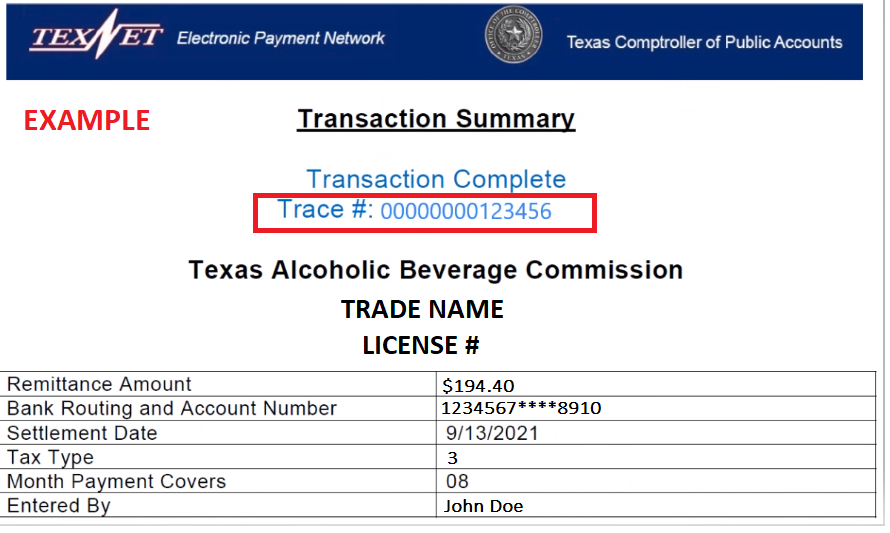 TEXNET Electronic Payment Network
Texas Comptroller of Public Accounts
EXAMPLE
Transaction Summary
Transaction Complete
Trace #: 00000000123456
Texas Alcoholic Beverage Commission
TRADE NAME
LICENSE #
Remittance Amount $194.40
Bank Routing and Account Number 1234567****8910
Settlement Date 9/13/2021
Tax Type 3
Month Payment Covers 08
Entered By John Doe